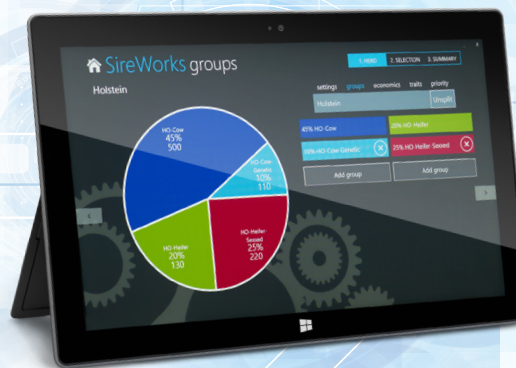 SireWorks groups
1. HERD 2. SELECTION 3. SUMMARY
Holstein
settings groups economics traits priority
Holstein Unsplit
45% HO-Cow 20% HO-Heifer
10% HO-Cow-Genetic 25% HO-Heifer-Sexed
Add group Add group
HO-Cow
45%
500
HO-Cow-
Genetic
10%
110
HO-Heifer-
Sexed
25%
220
HO-Heifer
20%
130